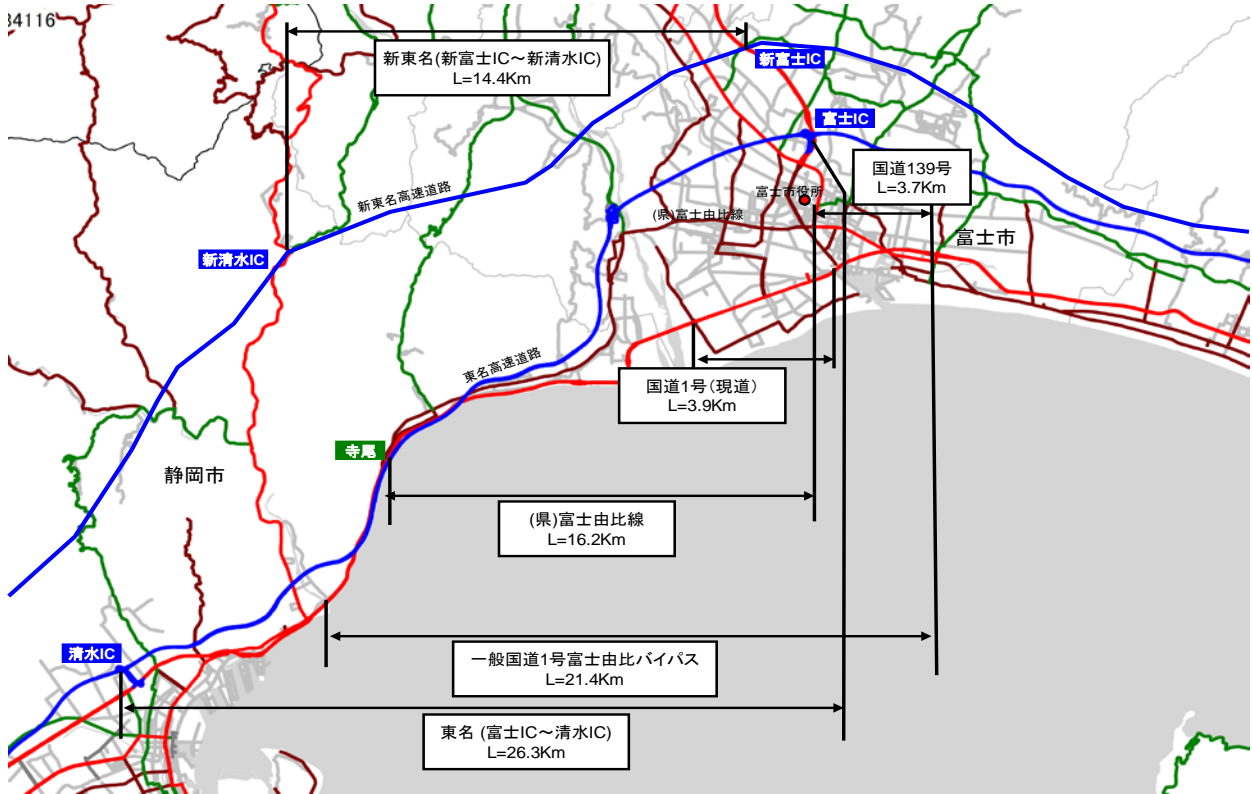 34116
新東名(新富士IC～新清水IC)
L=14.4Km
新富士IC
富士IC
国道139号
L=3.7Km
富士市役所
新東名高速道路
(県)富士由比線
富士市
新清水IC
東名高速道路
国道1号(現道)
L=3.9Km
寺尾
静岡市
(県)富士由比線
L=16.2Km
清水IC
一般国道1号富士由比バイパス
L=21.4Km
東名 (富士IC～清水IC)
L=26.3Km